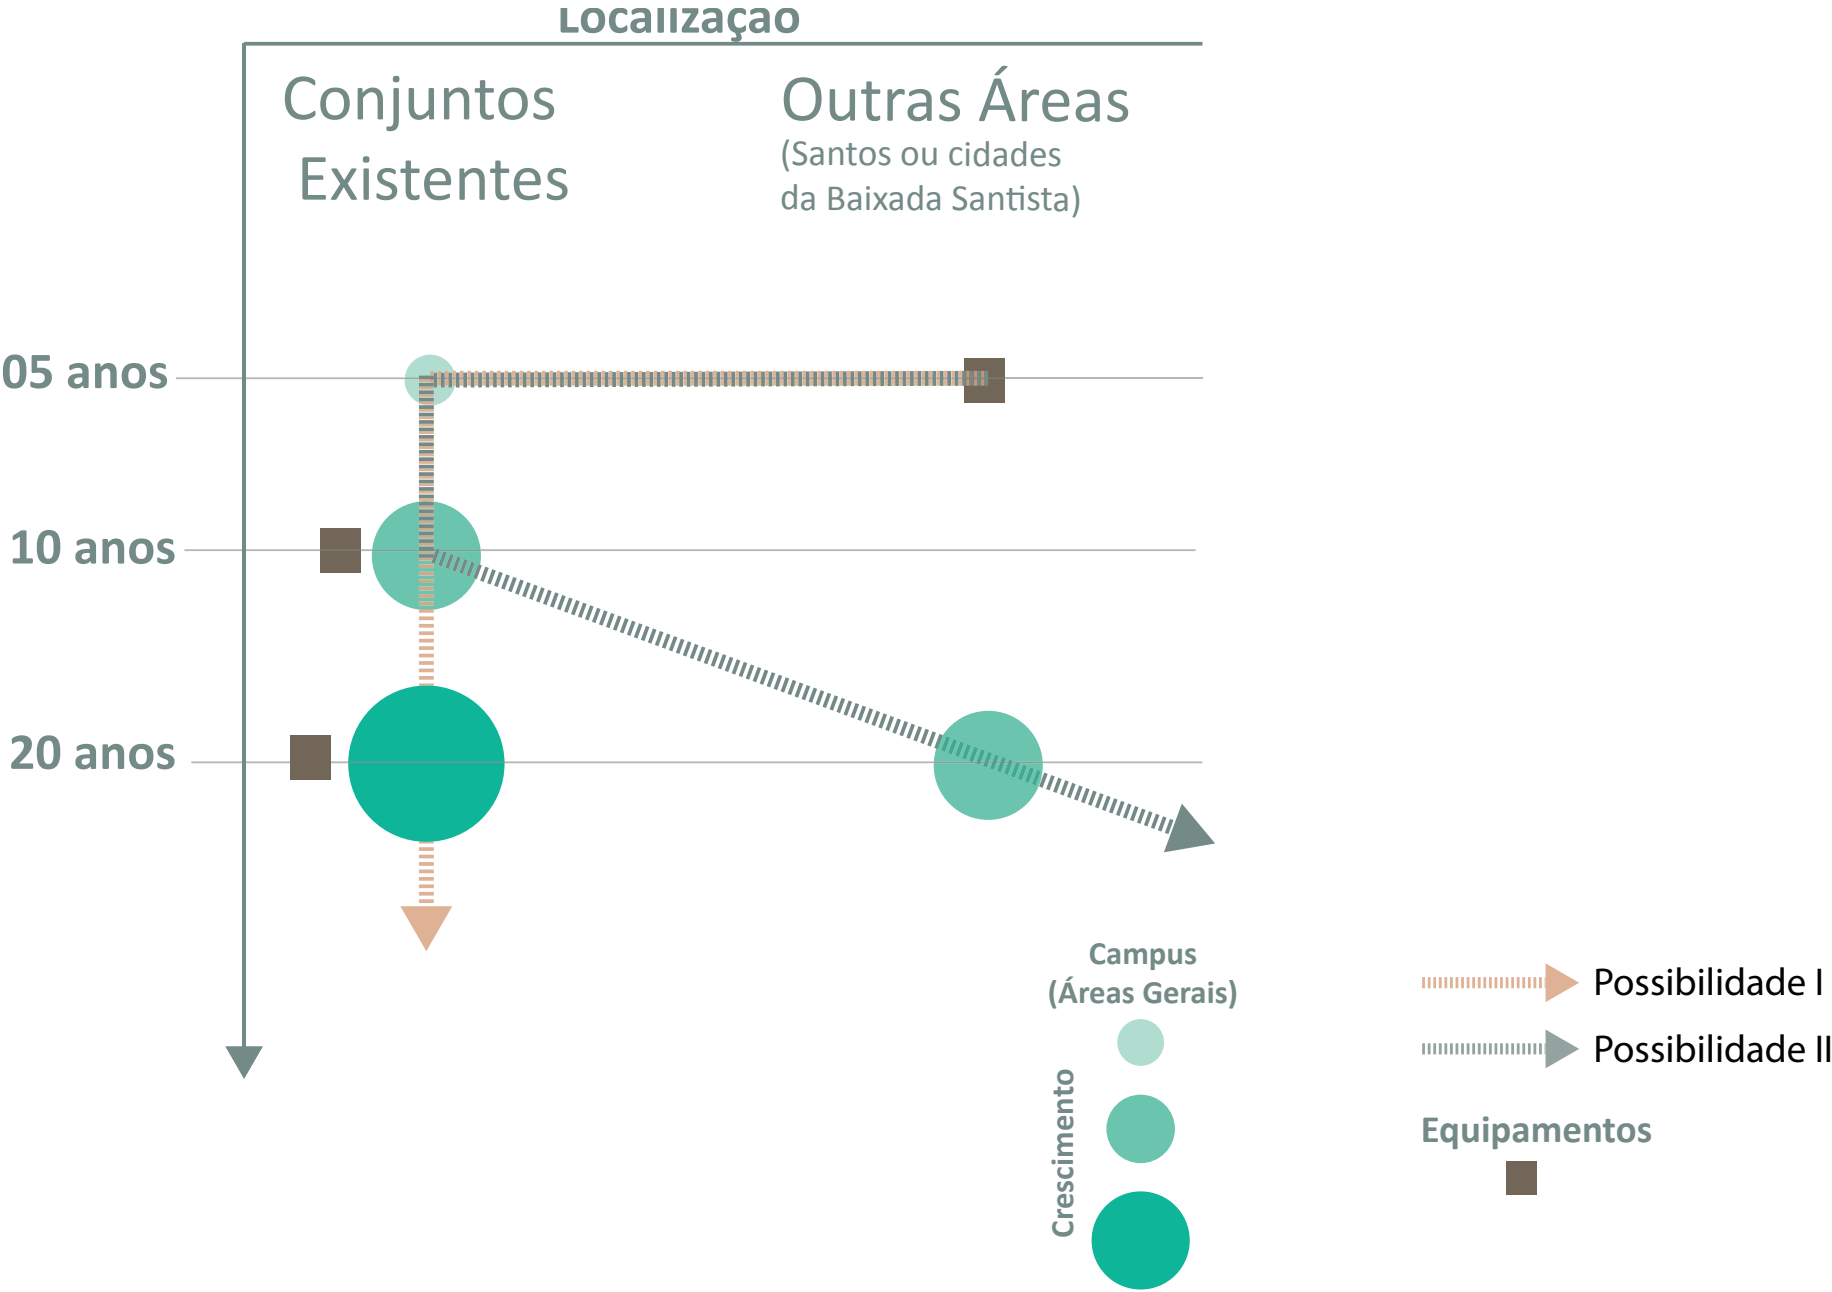 Localização
Conjuntos
Existentes
Outras Áreas
(Santos ou cidades
da Baixada Santista)
05 anos
10 anos
20 anos
Campus
(Áreas Gerais)
Crescimento
Possibilidade I
Possibilidade II
Equipamentos